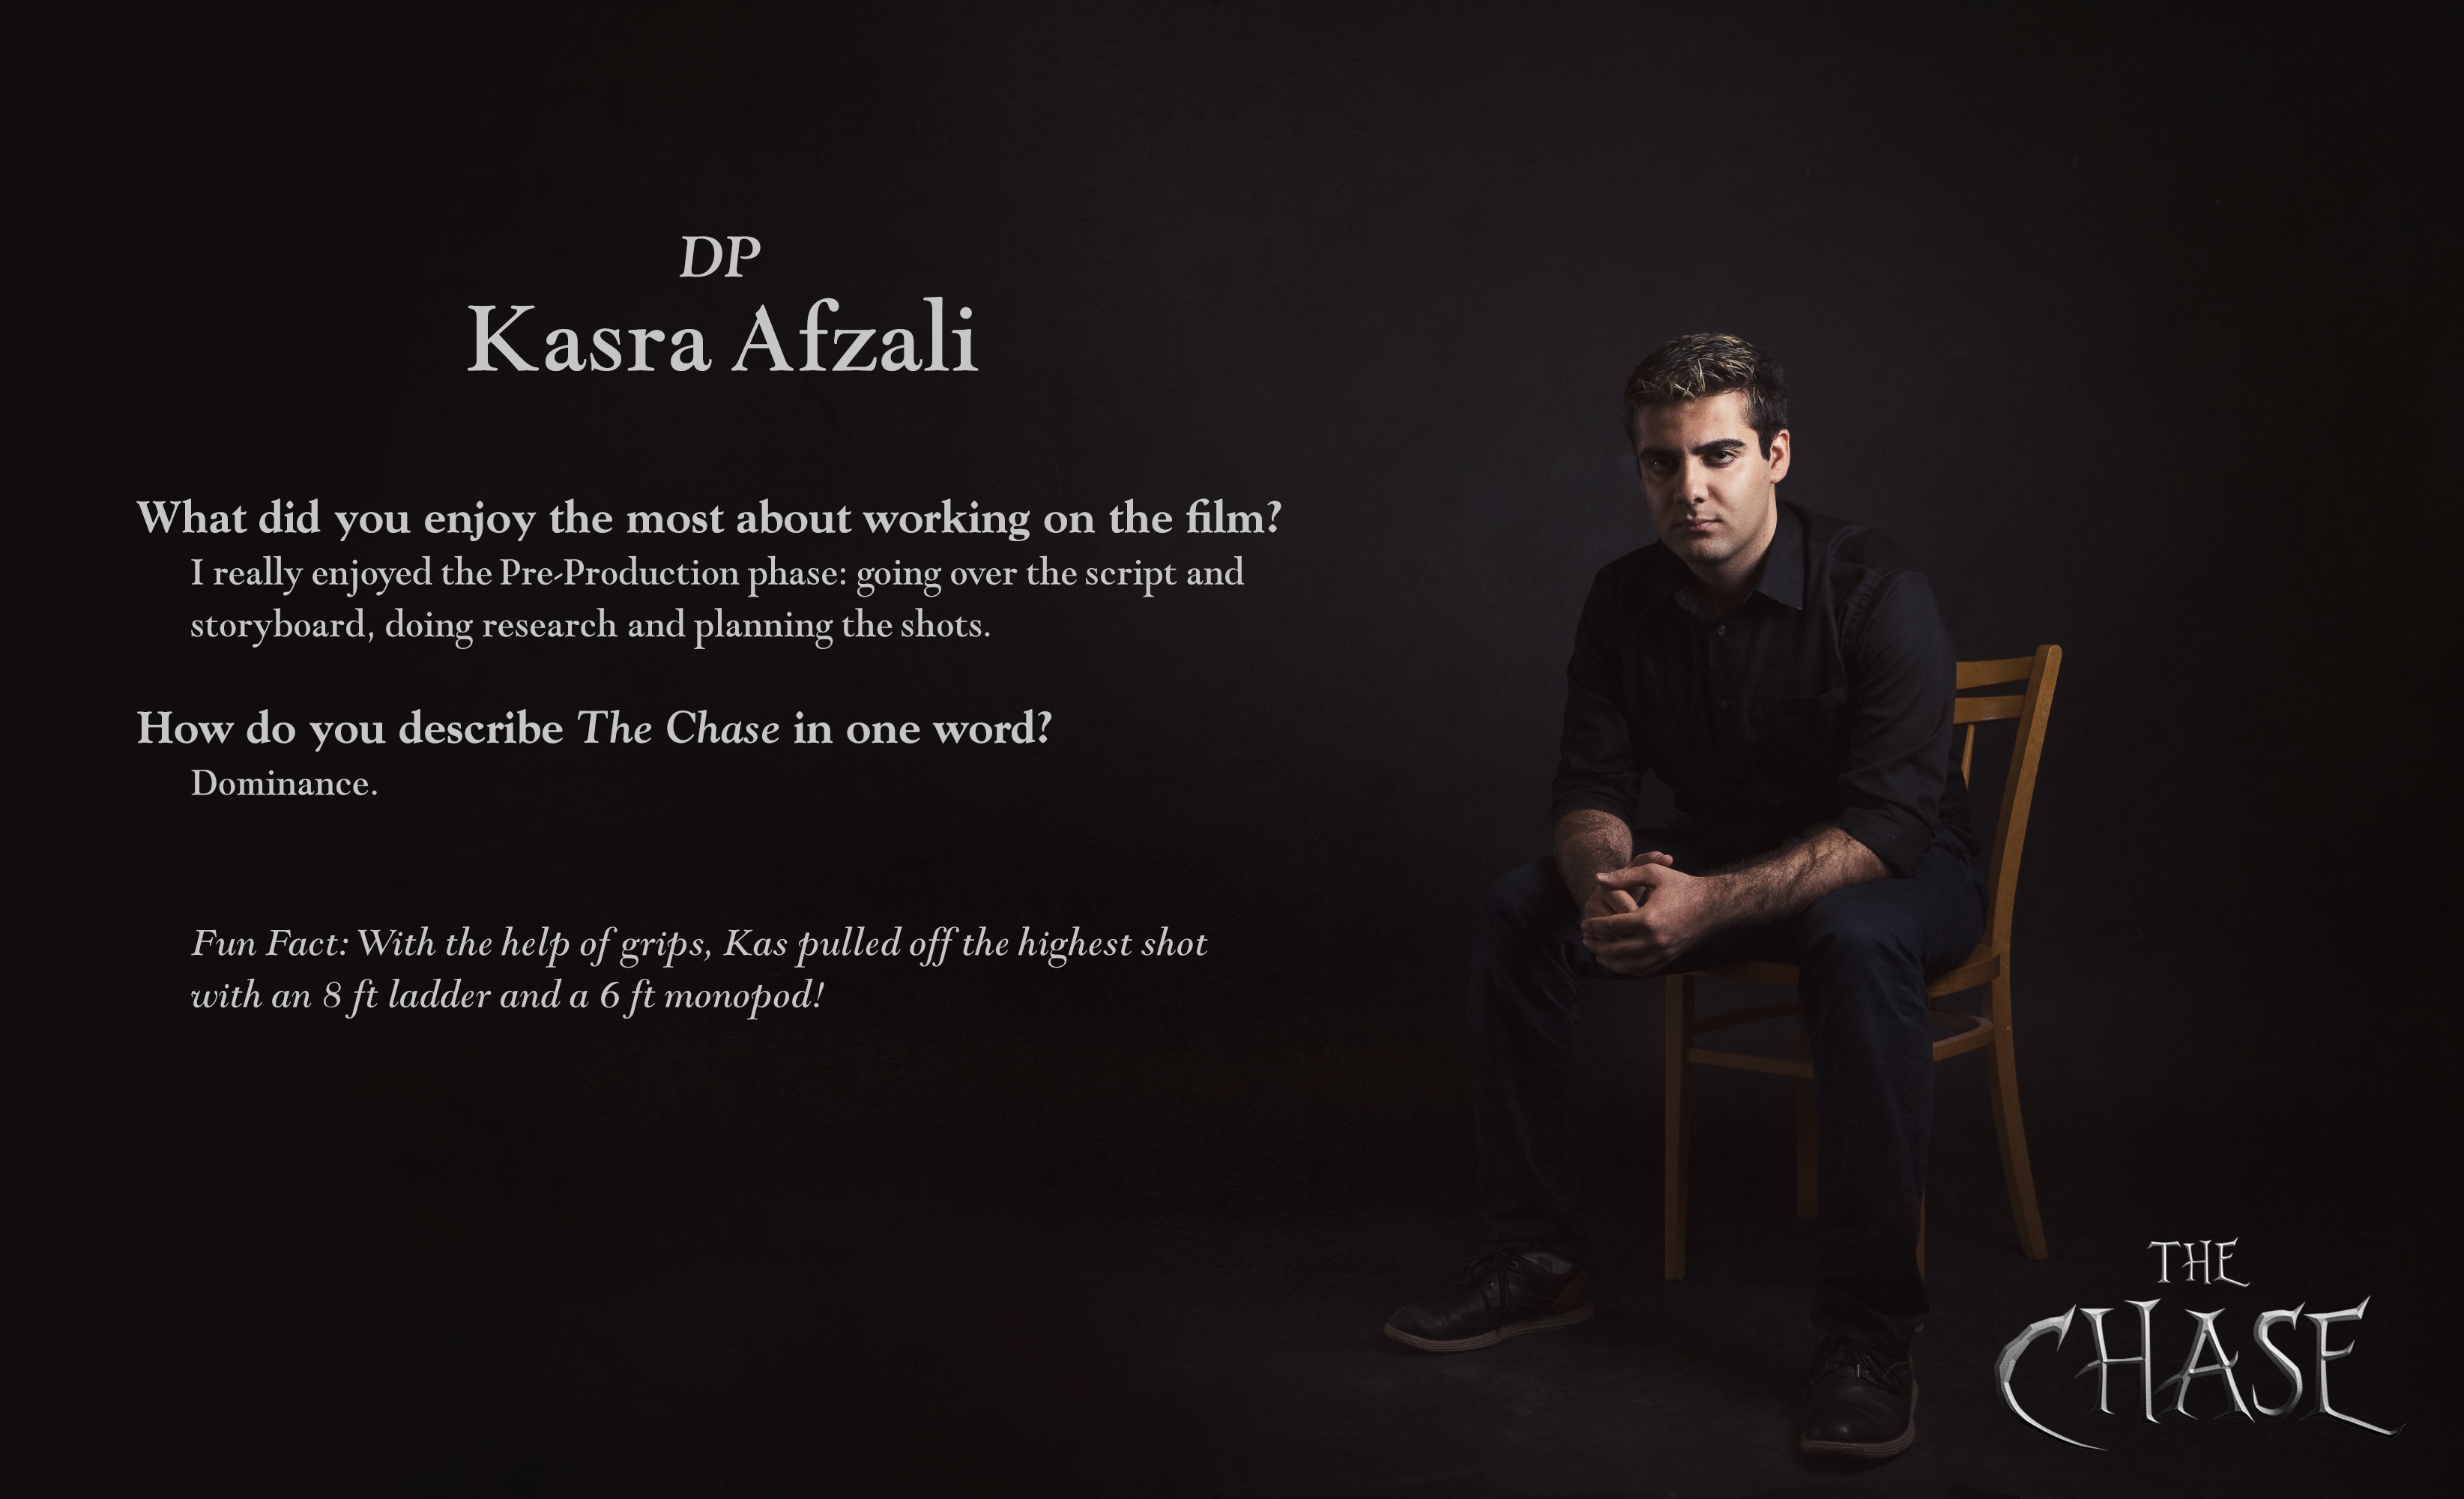 DP
Kasra Afzali
What did you enjoy the most about working on the film?
I really enjoyed the Pre-Production phase: going over the script and
storyboard, doing research and planning the shots.
How do you describe The Chase in one word?
Dominance.
Fun Fact: With the help of grips, Kas pulled off the highest shot
with an 8 ft ladder and a 6 ft monopod!
THE
CHASE